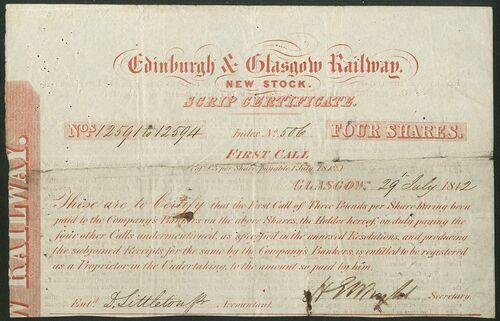 Edinburgh & Glasgow Railway.
NEW STOCK.
SCRIP CERTIFICATE.
Nos. 12591 to 12594 Index No. 506 FOUR SHARES.
FIRST CALL
(of £3 per Share, payable 1 July, 1842.)
GLASGOW, 29 July 1842
These are to Certify that the First Call of Three Pounds per Share having been
paid to the Company's Bankers on the above Shares, the Holder hereof, on duly paying the
four other Calls undermentioned, as specified in the annexed Resolutions, and producing
the subjoined Receipts for the same by the Company's Bankers, is entitled to be registered
as a Proprietor in the Undertaking, to the amount so paid by him.
Entd. D. Littlejohn Accountant. Secretary.
W RAILWAY.